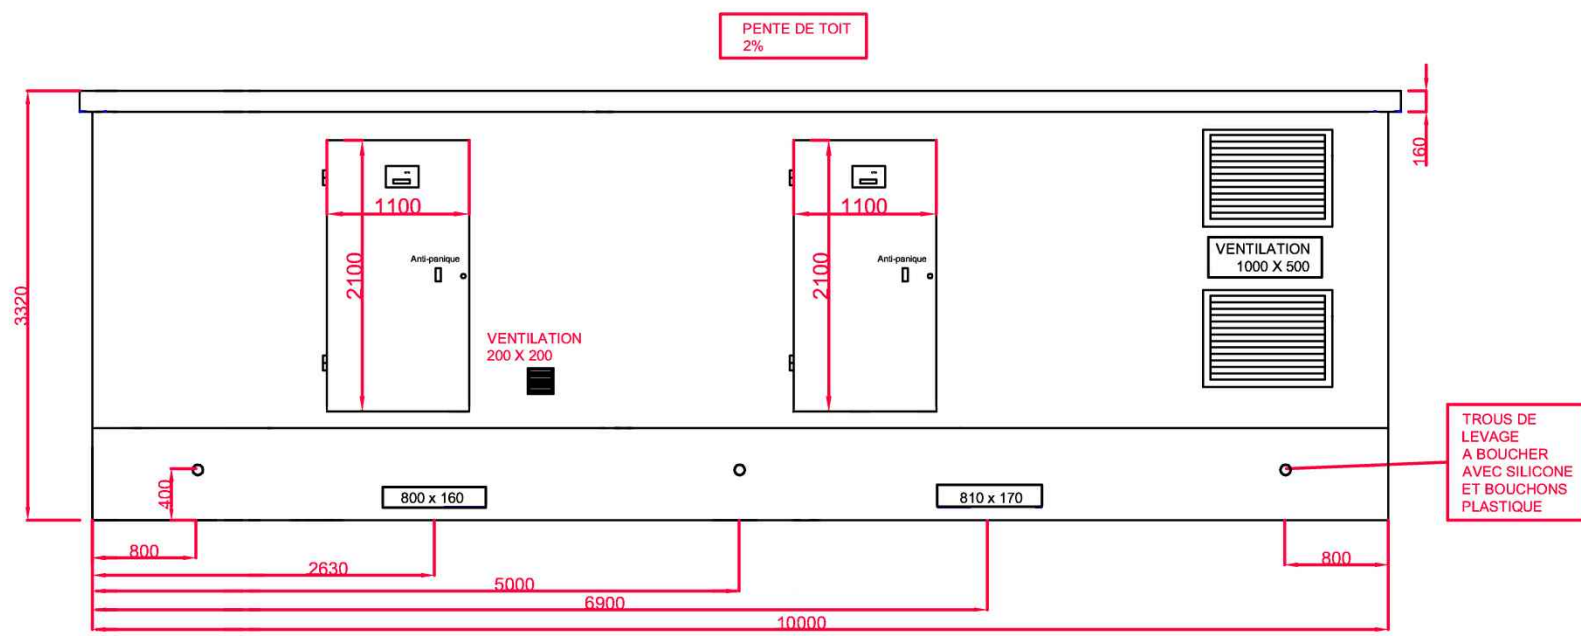 PENTE DE TOIT
2%
160
1100
1100
2100
2100
Anti-panique
Anti-panique
VENTILATION
1000 X 500
3320
VENTILATION
200 X 200
TROUS DE
LEVAGE
A BOUCHER
AVEC SILICONE
ET BOUCHONS
PLASTIQUE
400
800 x 160
810 x 170
800
800
2630
5000
6900
10000